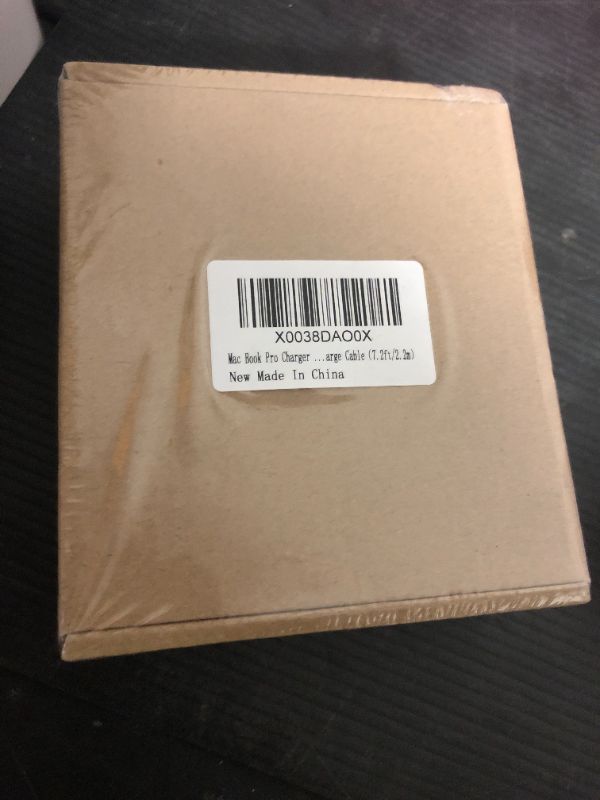 X0038DAO0X
Mac Book Pro Charger ...arge Cable (7.2ft/2.2m)
New Made In China